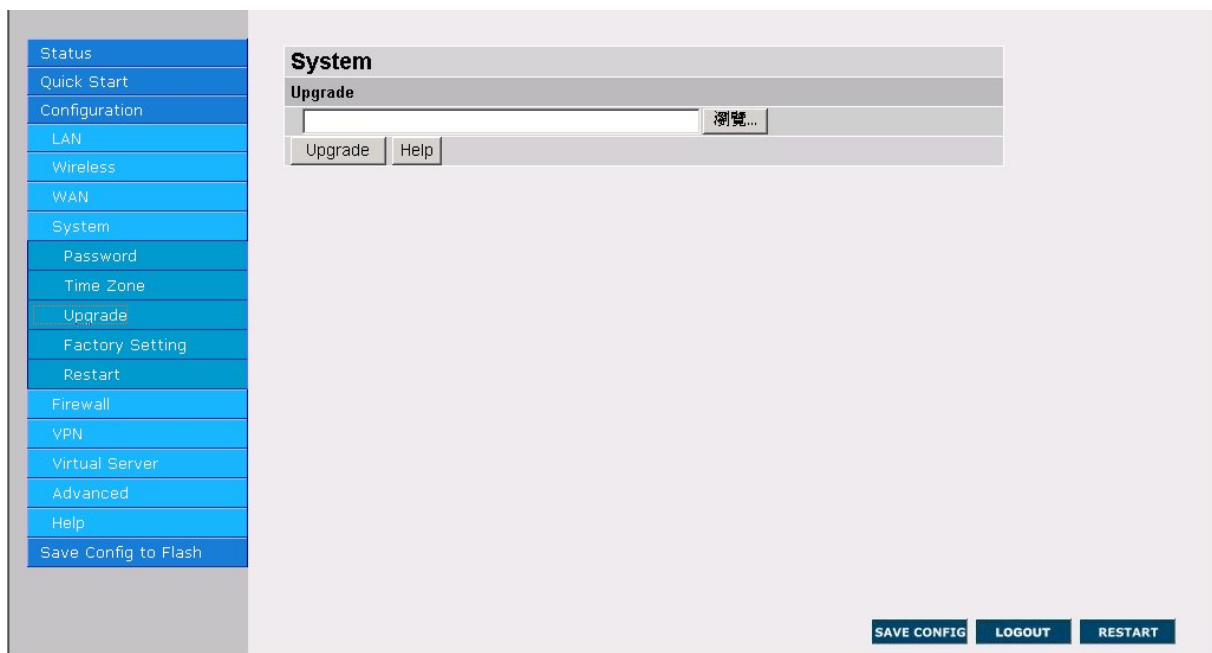 Status
Quick Start
Configuration
LAN
Wireless
WAN
System
Password
Time Zone
Upgrade
Factory Setting
Restart
Firewall
VPN
Virtual Server
Advanced
Help
Save Config to Flash
System
Upgrade
瀏覽...
Upgrade Help
SAVE CONFIG LOGOUT RESTART